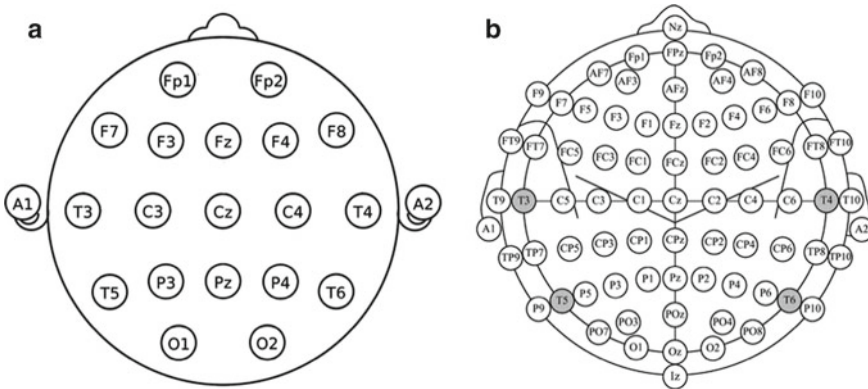 a
Fp1 Fp2
F7 F3 Fz F4 F8
A1 T3 C3 Cz C4 T4 A2
T5 P3 Pz P4 T6
O1 O2
b
Nz
Fp1 FPz Fp2
AF7 AF3 AFz AF4 AF8
F9 F7 F5 F3 F1 Fz F2 F4 F6 F8 F10
FT9 FT7 FC5 FC3 FC1 FCz FC2 FC4 FC6 FT8 FT10
T9 T3 C5 C3 C1 Cz C2 C4 C6 T4 T10
A1 A2
TP9 TP7 CP5 CP3 CP1 CPz CP2 CP4 CP6 TP8 TP10
P9 T5 P5 P3 P1 Pz P2 P4 P6 T6 P10
PO7 PO3 POz PO4 PO8
O1 Oz O2
Iz